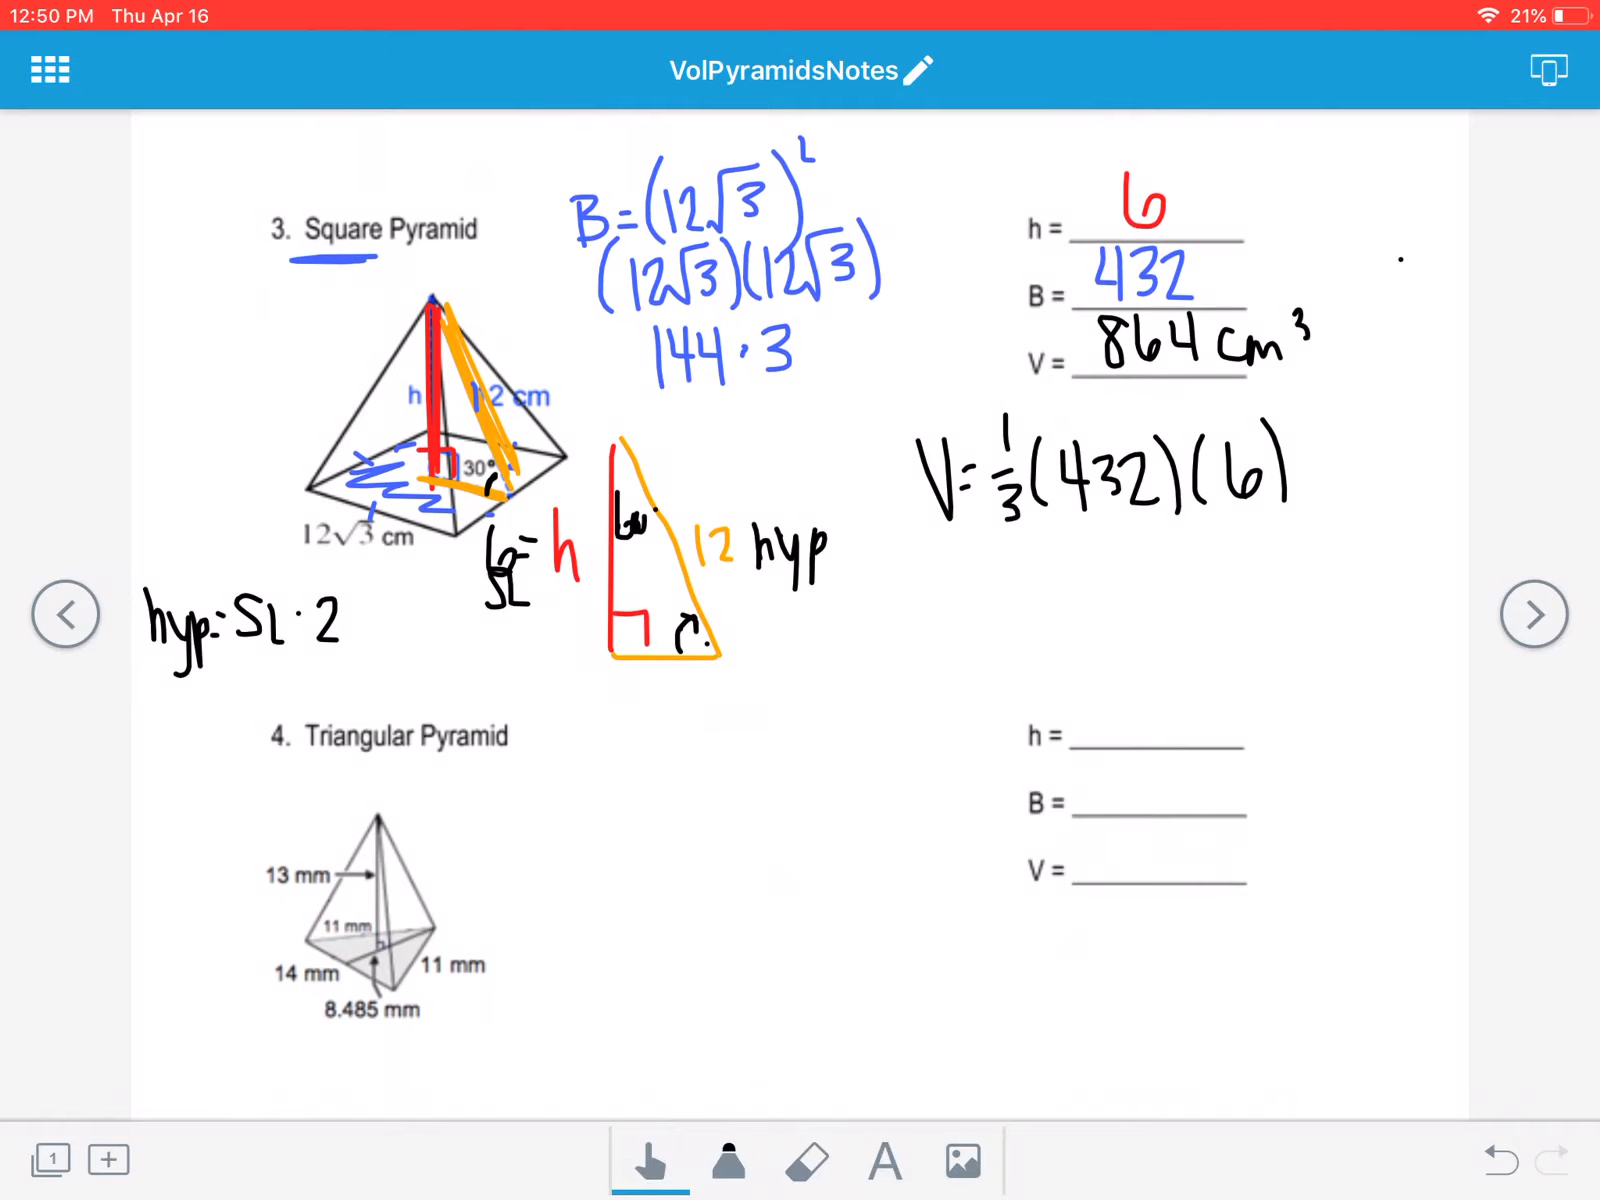 12:50 PM Thu Apr 16
21%
VolPyramidsNotes
3. Square Pyramid
B = (12√3)²
(12√3)(12√3)
144 · 3
h = 6
B = 432
V = 864 cm³
h
12 cm
30°
12√3 cm
V = 1/3 (432)(6)
6 = h
SL
60
12 hyp
hyp = SL · 2
4. Triangular Pyramid
13 mm
11 mm
14 mm
11 mm
8.485 mm
h =
B =
V =
1
A